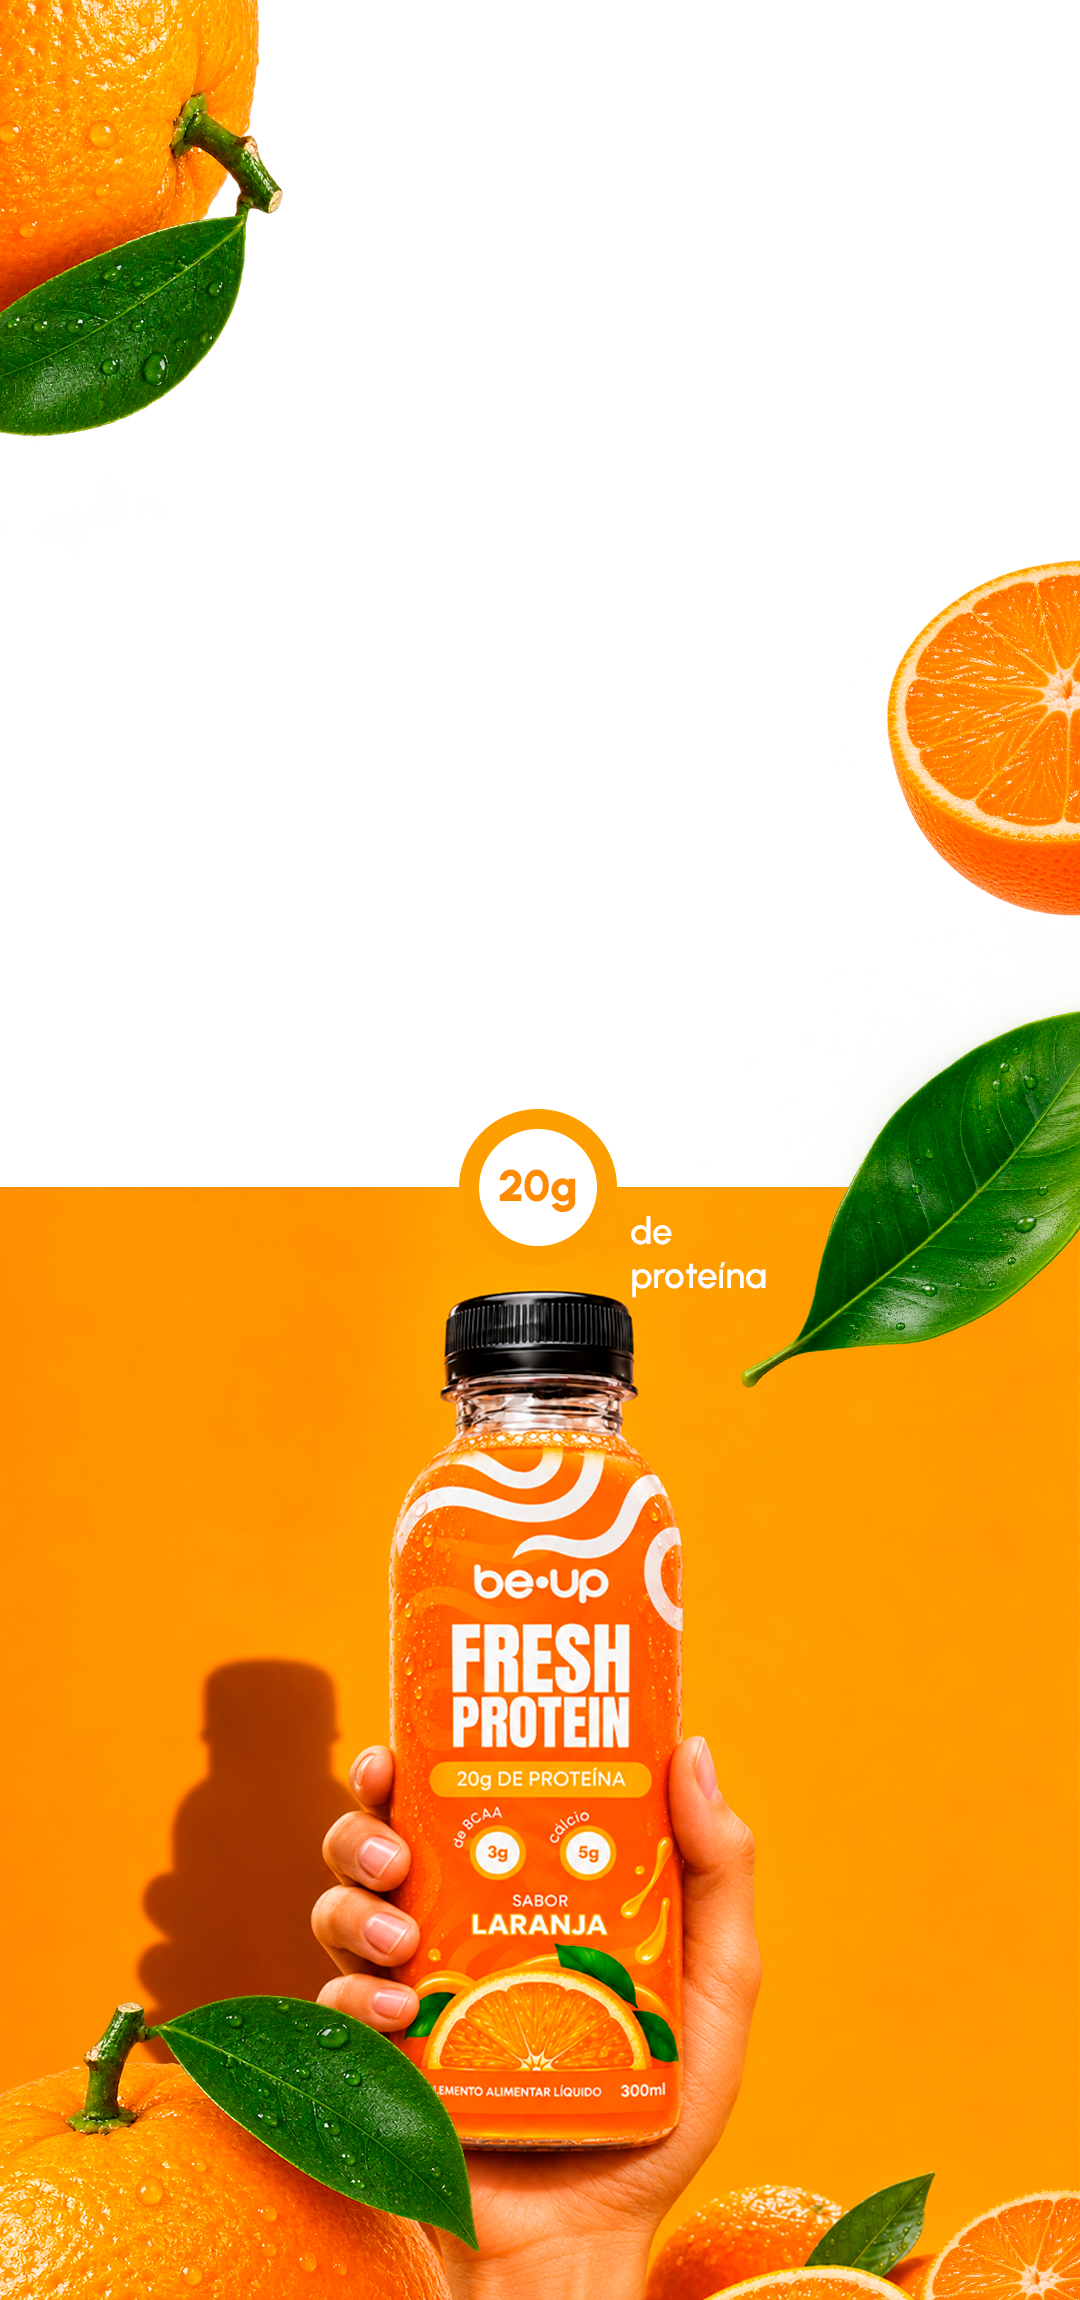 20g
de
proteína
be•up
FRESH
PROTEIN
20g DE PROTEÍNA
de BCAA
3g
cálcio
5g
SABOR
LARANJA
ALIMENTAR LÍQUIDO
300ml